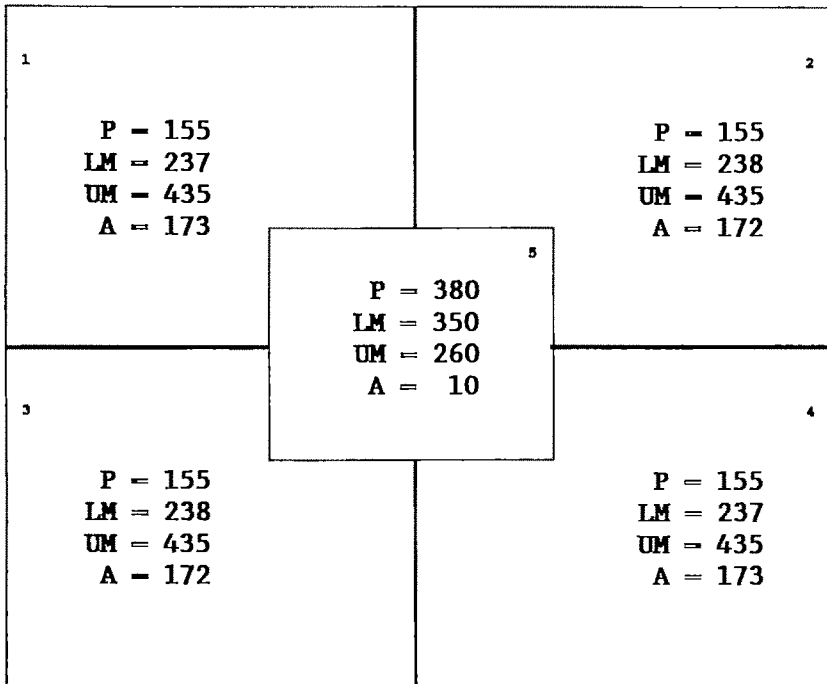 1
P = 155
LM = 237
UM = 435
A = 173
2
P = 155
LM = 238
UM = 435
A = 172
5
P = 380
LM = 350
UM = 260
A = 10
3
P = 155
LM = 238
UM = 435
A = 172
4
P = 155
LM = 237
UM = 435
A = 173